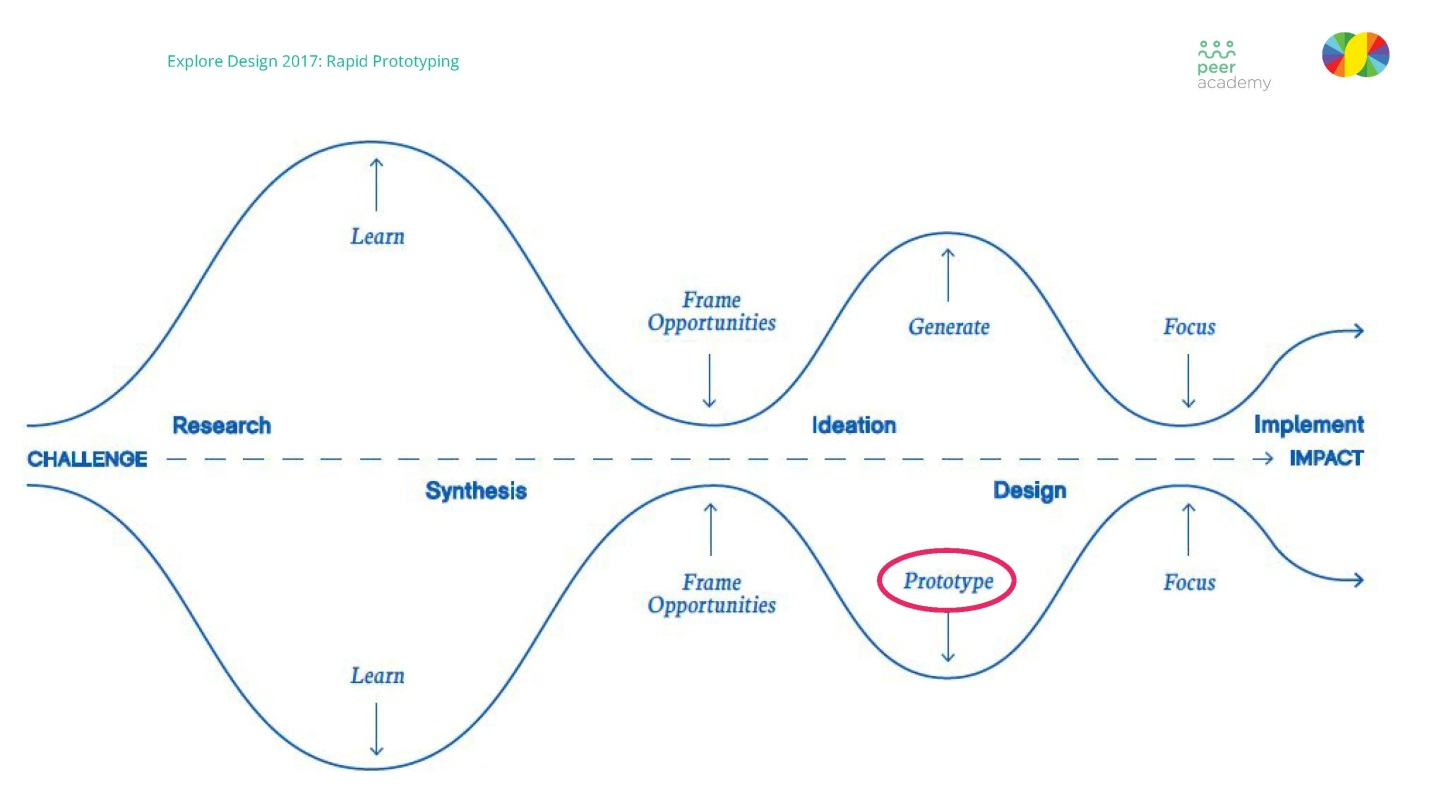 Explore Design 2017: Rapid Prototyping
peer
academy
Learn
Frame
Opportunities
Generate
Focus
Research
Ideation
Implement
CHALLENGE
IMPACT
Synthesis
Design
Frame
Opportunities
Prototype
Focus
Learn